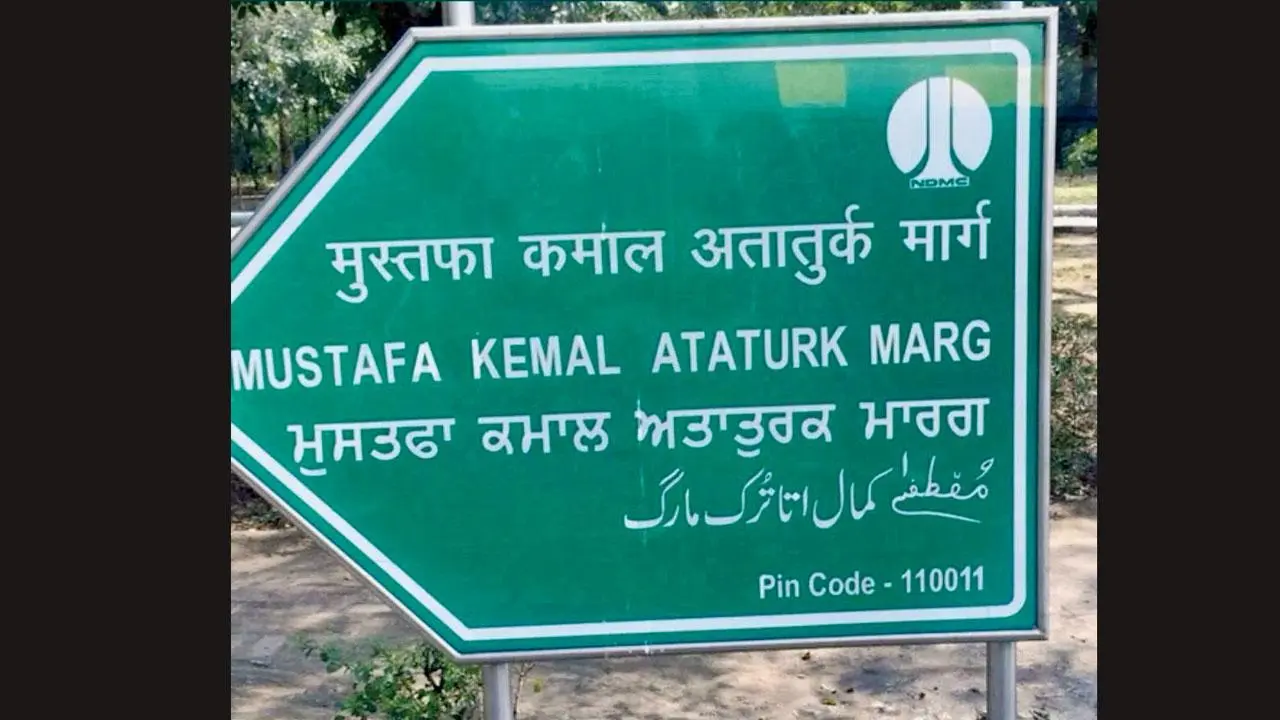 NDMC
मुस्तफा कमाल अतातुर्क मार्ग
MUSTAFA KEMAL ATATURK MARG
ਮੁਸਤਫਾ ਕਮਾਲ ਅਤਾਤੁਰਕ ਮਾਰਗ
کمال اتاتُرک مارگ
Pin Code - 110011